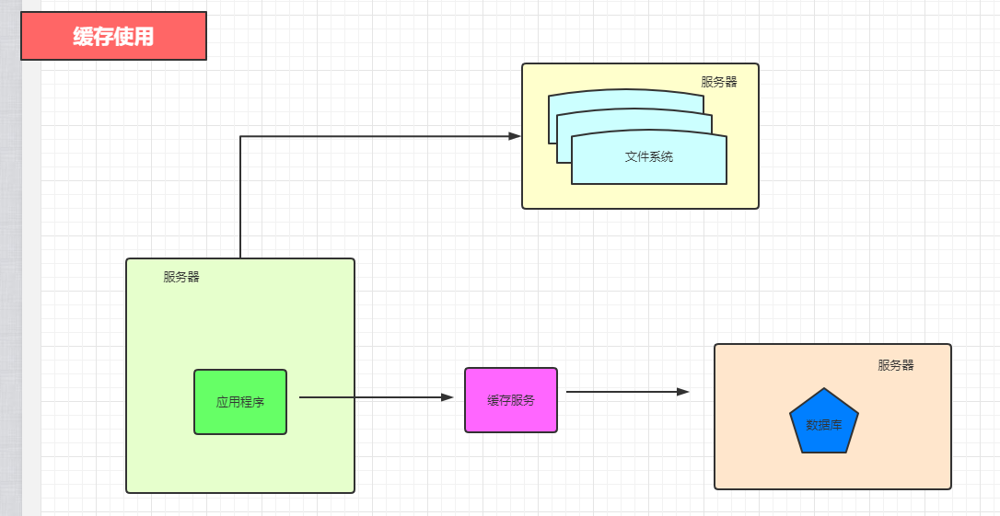 缓存使用
服务器
文件系统
服务器
应用程序
缓存服务
服务器
数据库